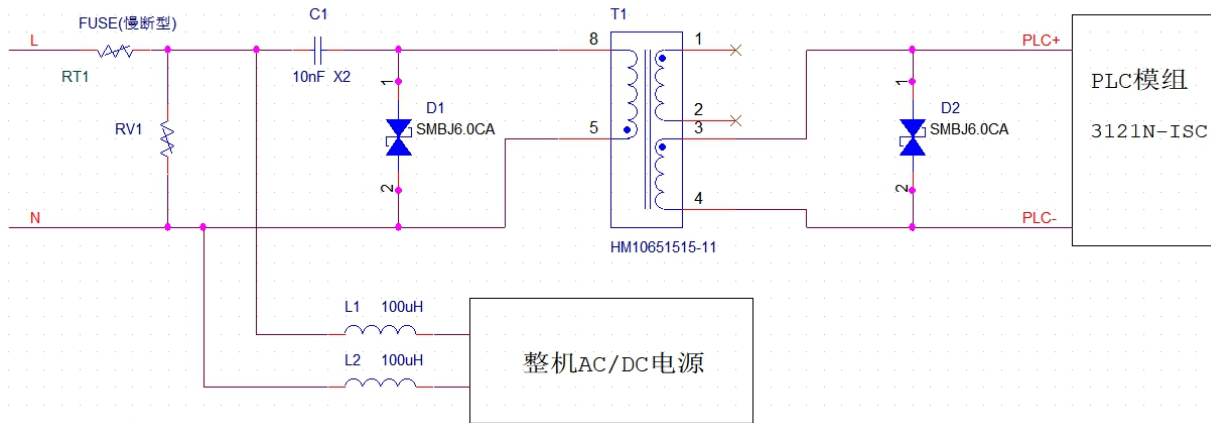 FUSE(慢断型)
C1
T1
L
8
1
PLC+
RT1
10nF X2
1
1
PLC模组
RV1
D1
2
D2
SMBJ6.0CA
5
3
SMBJ6.0CA
3121N-ISC
2
4
2
N
PLC-
HM10651515-11
L1 100uH
L2 100uH
整机AC/DC电源